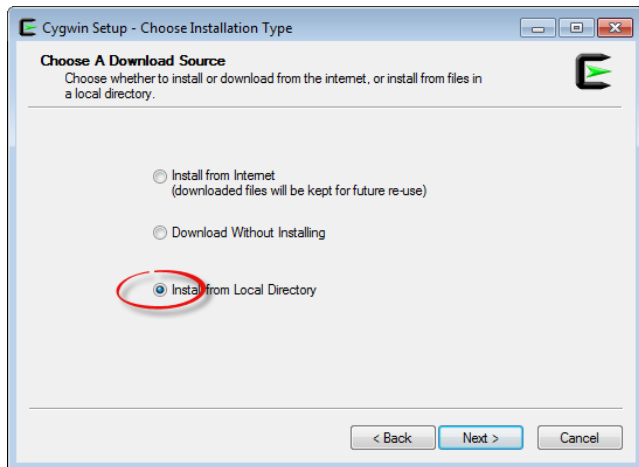 Cygwin Setup - Choose Installation Type
Choose A Download Source
Choose whether to install or download from the internet, or install from files in
a local directory.
Install from Internet
(downloaded files will be kept for future re-use)
Download Without Installing
Install from Local Directory
< Back Next > Cancel